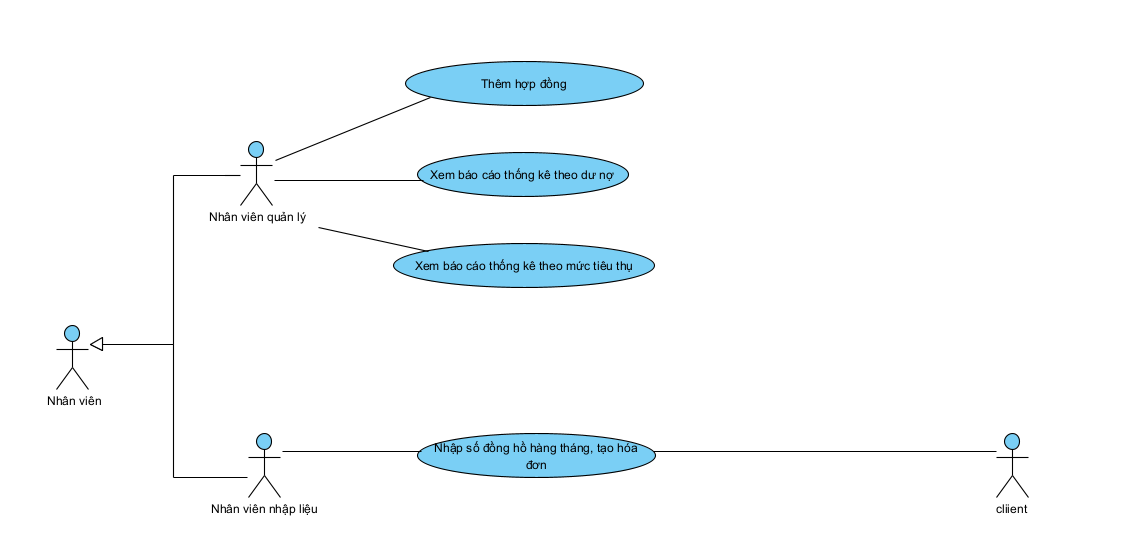 Thêm hợp đồng
Xem báo cáo thống kê theo dư nợ
Nhân viên quản lý
Xem báo cáo thống kê theo mức tiêu thụ
Nhân viên
Nhập số đồng hồ hàng tháng, tạo hóa
đơn
Nhân viên nhập liệu
cliient